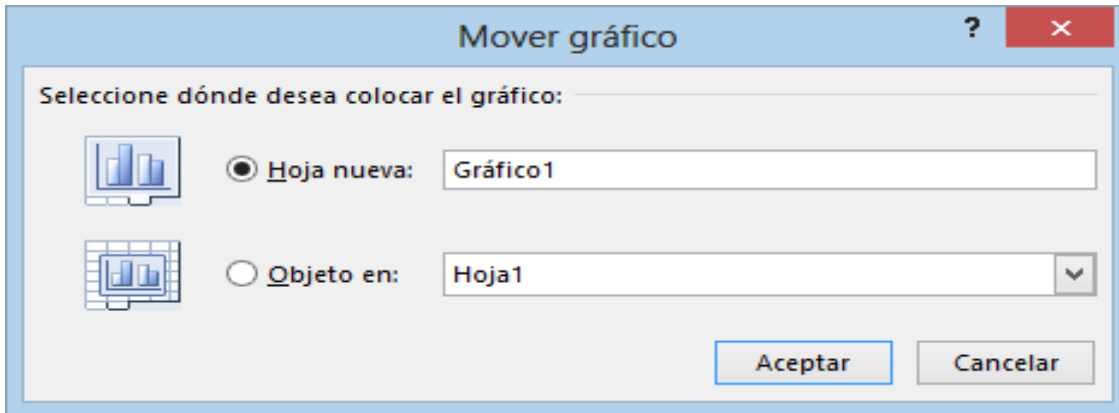 Mover gráfico
?
Seleccione dónde desea colocar el gráfico:
Hoja nueva: Gráfico1
Objeto en: Hoja1
Aceptar Cancelar